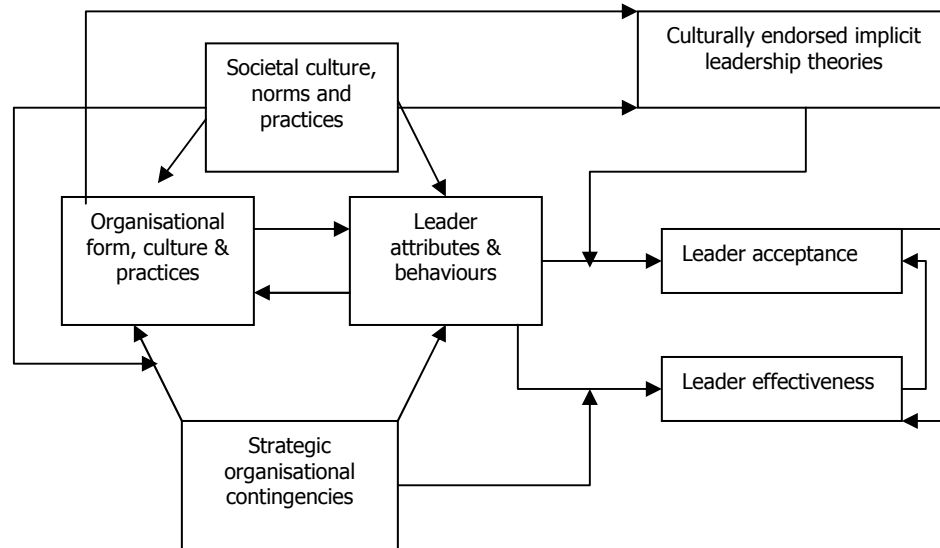 Culturally endorsed implicit
leadership theories
Societal culture,
norms and
practices
Organisational
form, culture &
practices
Leader
attributes &
behaviours
Leader acceptance
Leader effectiveness
Strategic
organisational
contingencies